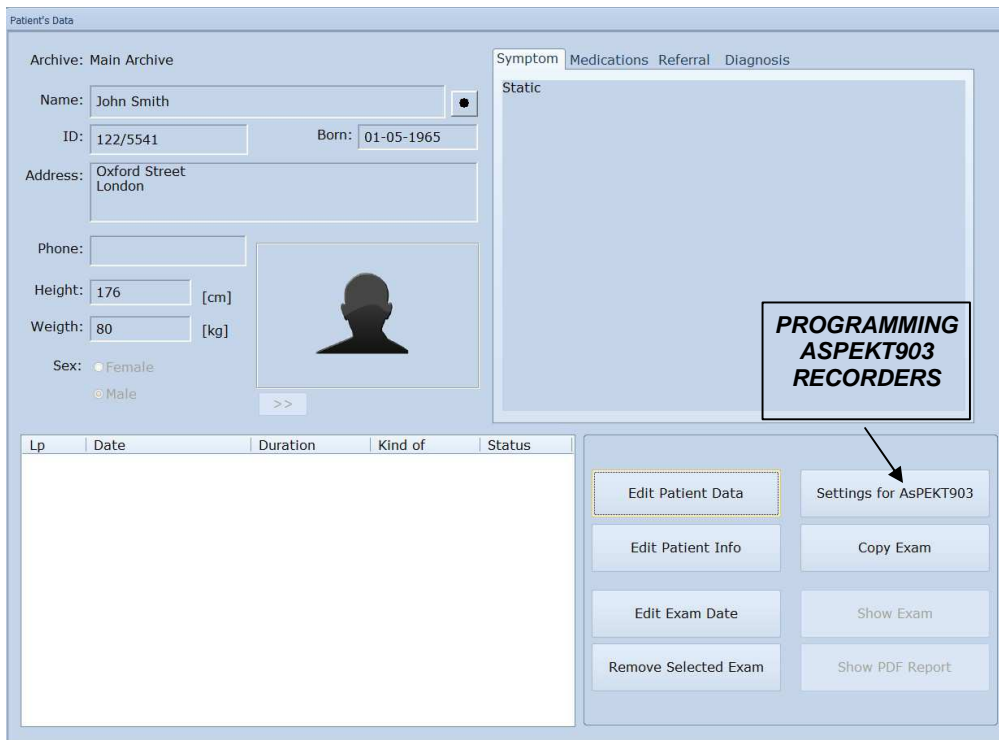 Patient's Data
Archive: Main Archive
Name: John Smith
ID: 122/5541 Born: 01-05-1965
Address: Oxford Street
London
Phone:
Height: 176 [cm]
Weigth: 80 [kg]
Sex: Female
Male
>>
Symptom Medications Referral Diagnosis
Static
PROGRAMMING
ASPEKT903
RECORDERS
Lp Date Duration Kind of Status
Edit Patient Data Settings for AsPEKT903
Edit Patient Info Copy Exam
Edit Exam Date Show Exam
Remove Selected Exam Show PDF Report